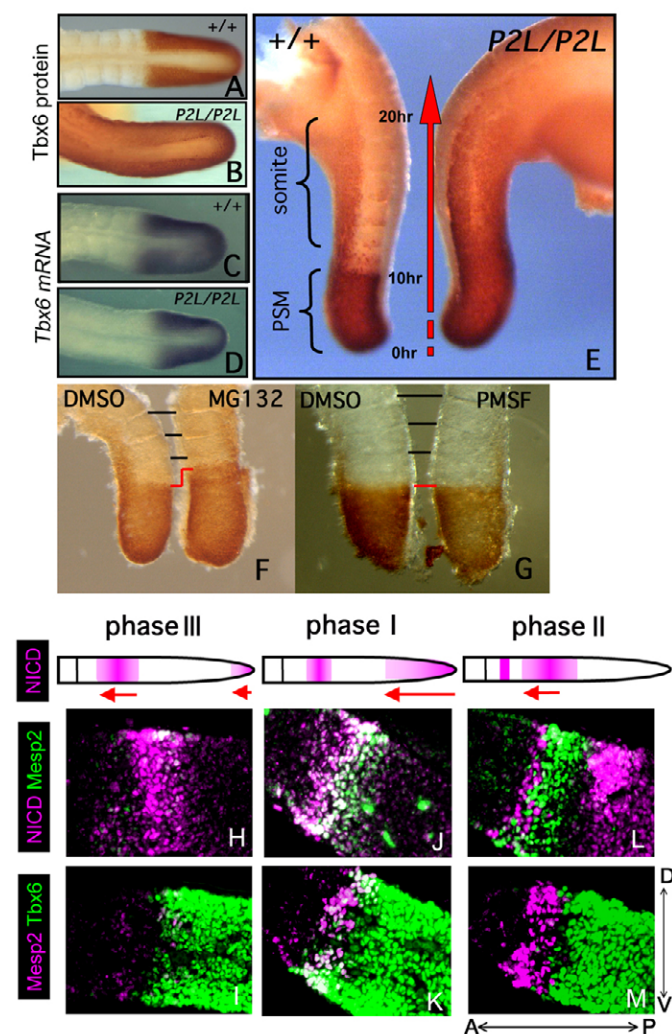 Tbx6 protein
+/+
A
P2L/P2L
B
Tbx6 mRNA
+/+
C
P2L/P2L
D
+/+
P2L/P2L
20hr
somite
10hr
PSM
0hr
E
DMSO
MG132
F
DMSO
PMSF
G
phase III
phase I
phase II
NICD
NICD Mesp2
H
J
L
Mesp2 Tbx6
I
K
M
D
V
A
P